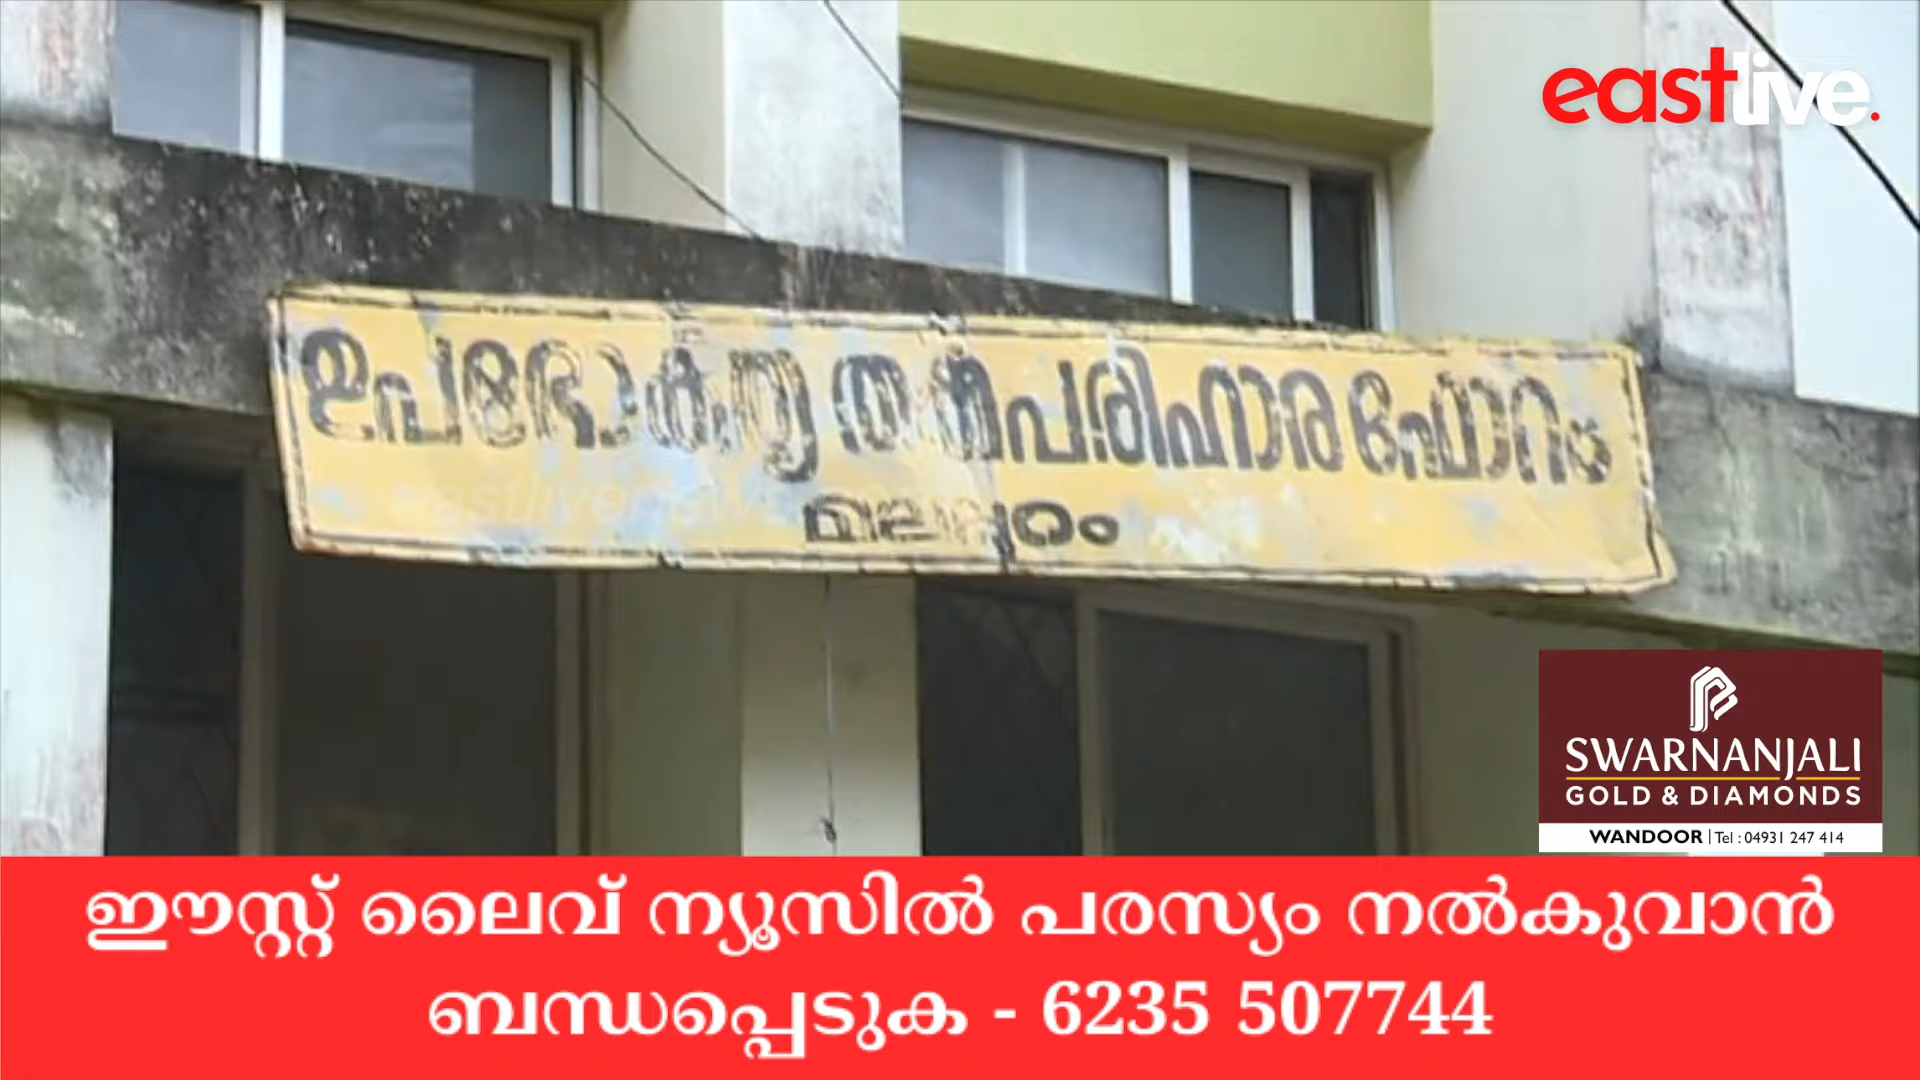 eastlive.
ഉപഭോക്തൃ തർക്കപരിഹാര ഫോറം
മലപ്പുറം
SWARNANJALI
GOLD & DIAMONDS
WANDOOR | Tel : 04931 247 414
ഈസ്റ്റ് ലൈവ് ന്യൂസിൽ പരസ്യം നൽകുവാൻ
ബന്ധപ്പെടുക - 6235 507744